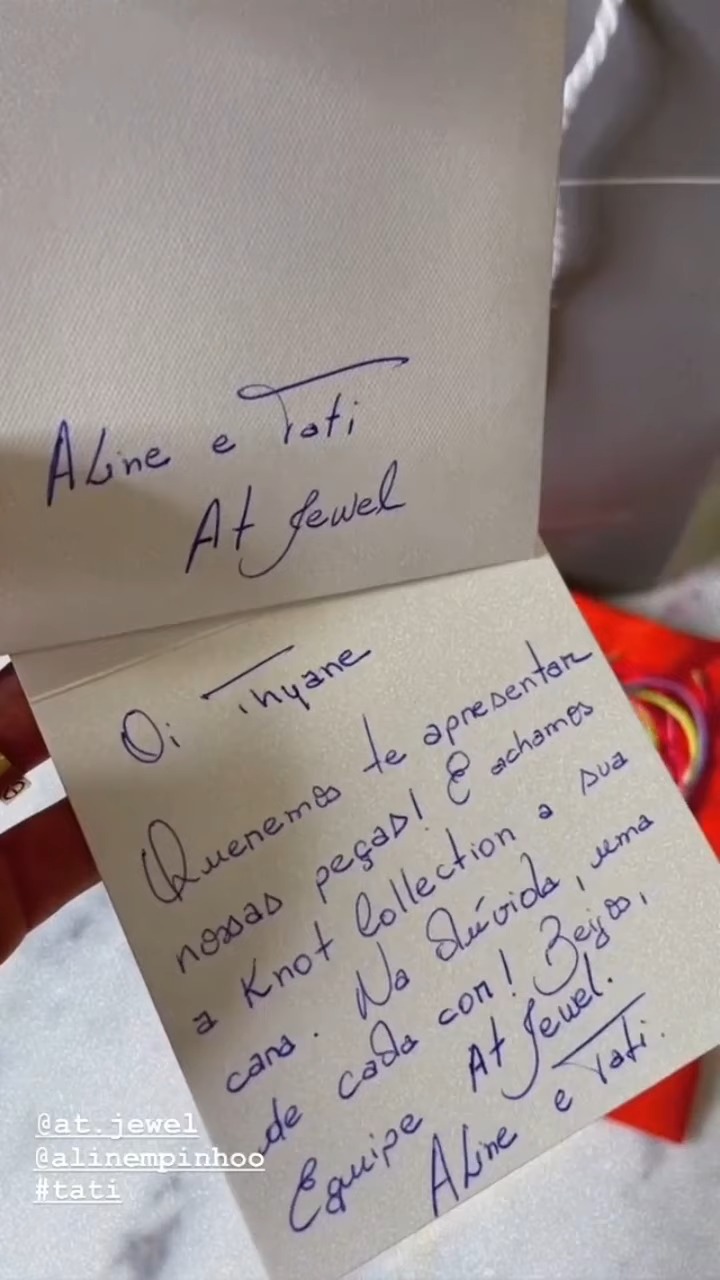 Aline e Tati
At Jewel
Oi Thyane
Queremos te apresentar
nossas peças! E achamos
a Knot Collection a sua
cara. Na dúvida, uma
de cada cor! Beijos,
Equipe At Jewel.
Aline e Tati.
@at.jewel
@alinempinhoo
#tati